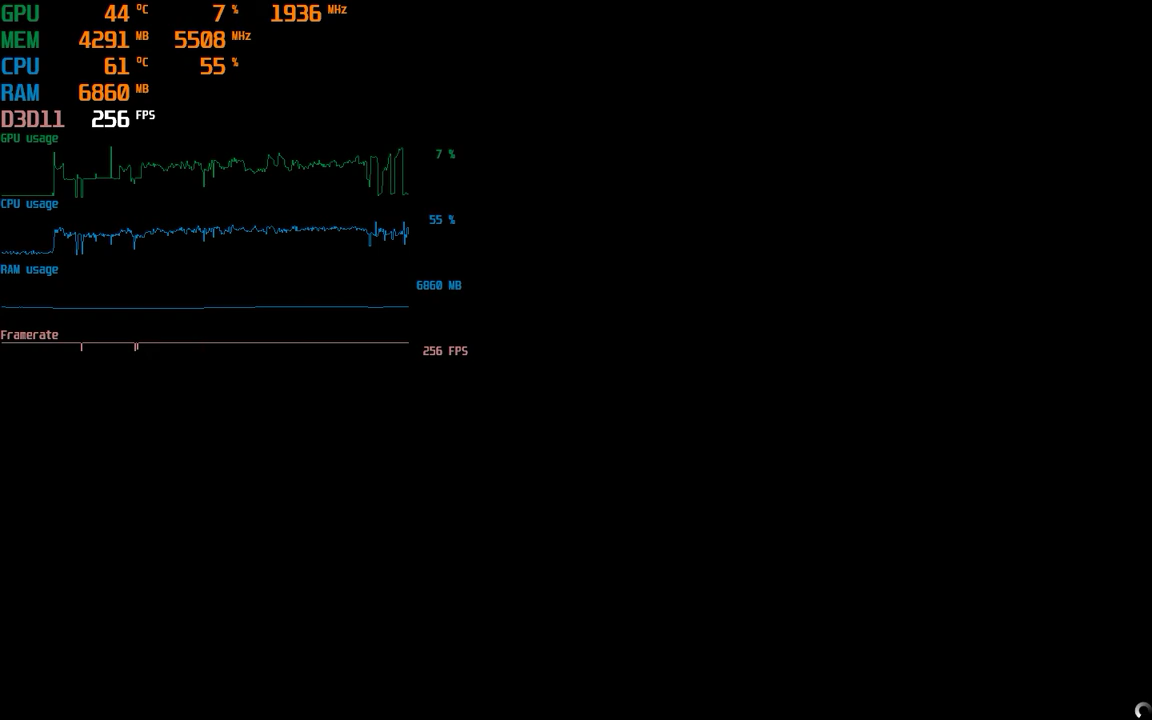 GPU 44 °C 7 % 1936 MHz
MEM 4291 MB 5508 MHz
CPU 61 °C 55 %
RAM 6860 MB
D3D11 256 FPS
GPU usage
7 %
CPU usage
55 %
RAM usage
6860 MB
Framerate
256 FPS